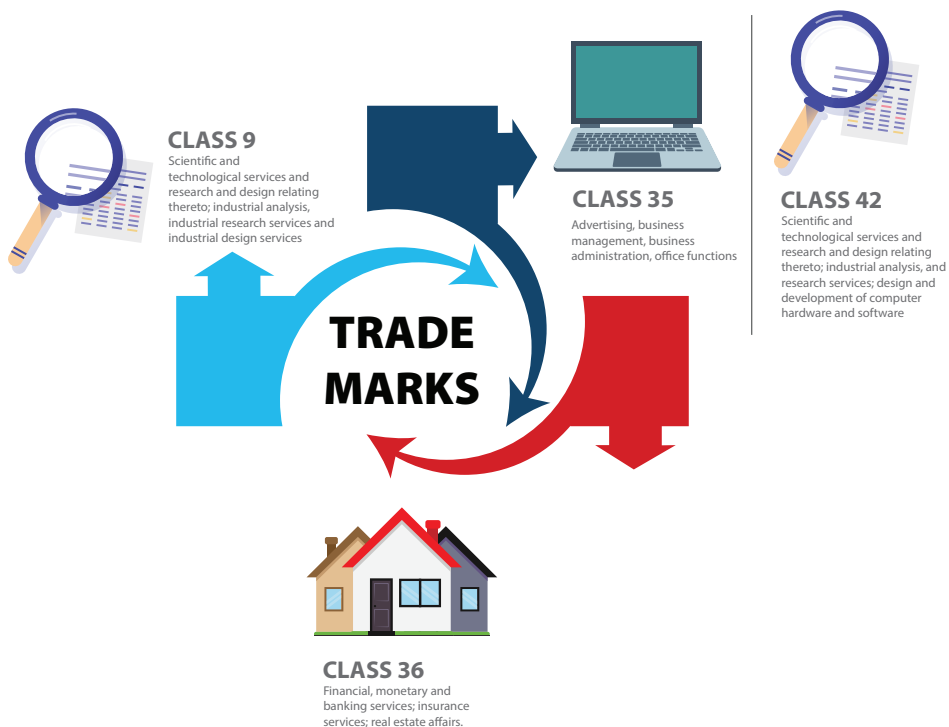 CLASS 9
Scientific and
technological services and
research and design relating
thereto; industrial analysis,
industrial research services and
industrial design services
CLASS 35
Advertising, business
management, business
administration, office functions
CLASS 42
Scientific and
technological services and
research and design relating
thereto; industrial analysis, and
research services; design and
development of computer
hardware and software
TRADE
MARKS
CLASS 36
Financial, monetary and
banking services; insurance
services; real estate affairs.